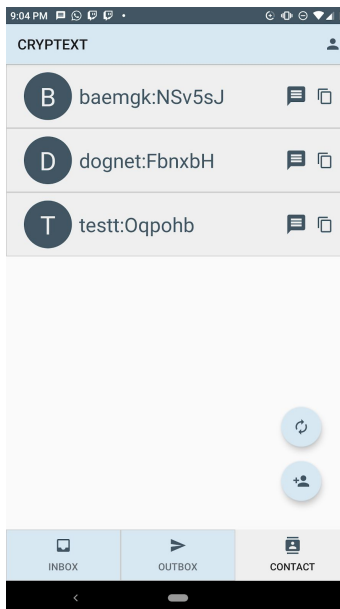 9:04 PM
CRYPTEXT
B baemgk:NSv5sJ
D dognet:FbnxbH
T testt:Oqpohb
INBOX OUTBOX CONTACT